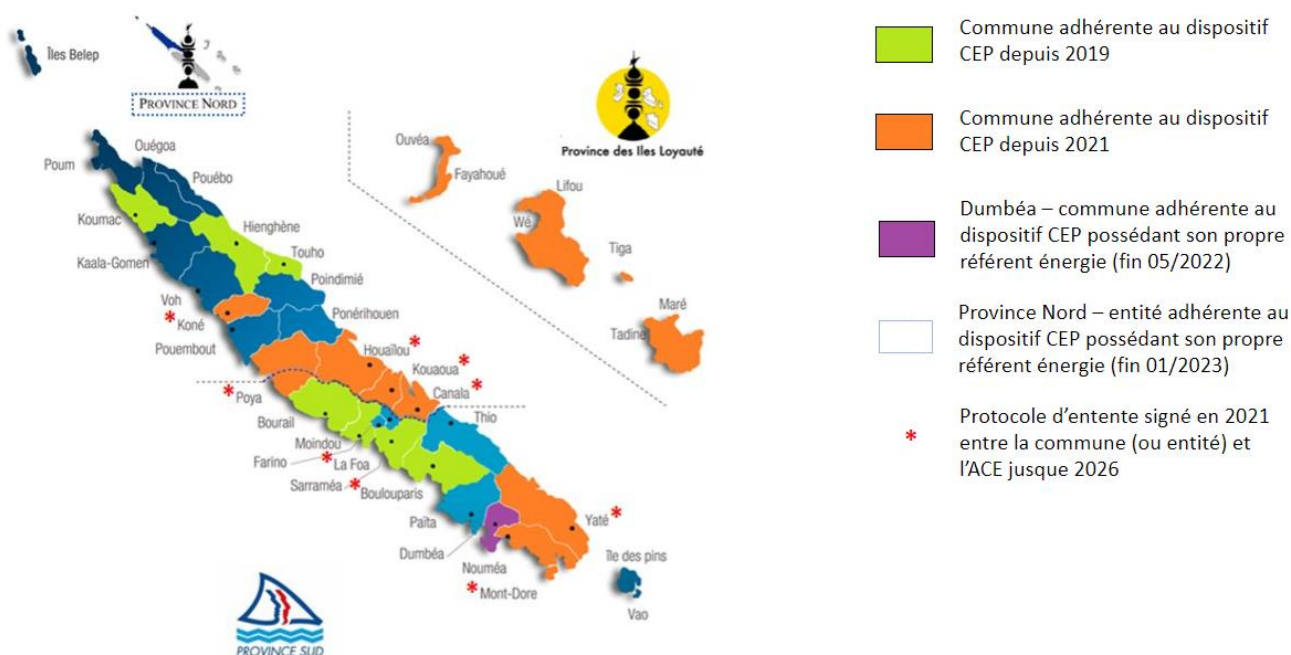 Îles Belep
PROVINCE NORD
Province des Iles Loyauté
Ouégoa
Poum
Pouébo
Koumac
Hienghène
Kaala-Gomen
Touho
Poindimié
Voh
* Koné
Ponérihouen
Pouembout
Houaïlou *
Kouaoua *
Canala *
* Poya
Thio
Bourail
Moindou
Farino
* La Foa
Sarraméa
* Boulouparis
Païta
Yaté *
Dumbéa
Nouméa
* Mont-Dore
Île des pins
Vao
Ouvéa
Fayahoué
Lifou
Wé
Tiga
Maré
Tadine
PROVINCE SUD
Commune adhérente au dispositif
CEP depuis 2019
Commune adhérente au dispositif
CEP depuis 2021
Dumbéa – commune adhérente au
dispositif CEP possédant son propre
référent énergie (fin 05/2022)
Province Nord – entité adhérente au
dispositif CEP possédant son propre
référent énergie (fin 01/2023)
* Protocole d'entente signé en 2021
entre la commune (ou entité) et
l'ACE jusque 2026